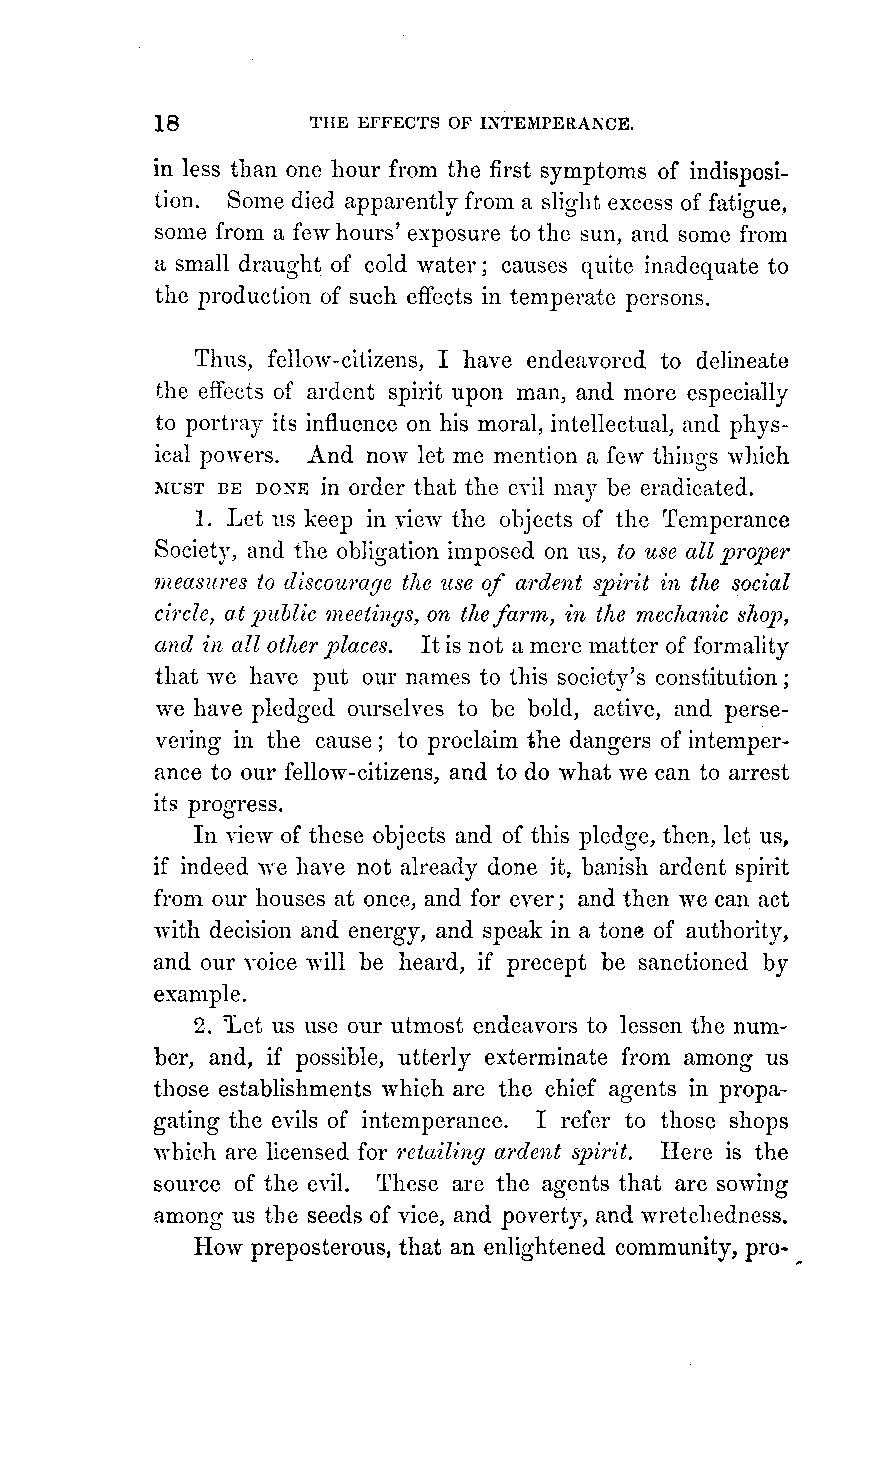 18 THE EFFECTS OF INTEMPERANCE.
in less than one hour from the first symptoms of indisposi-
tion. Some died apparently from a slight excess of fatigue,
some from a few hours' exposure to the sun, and some from
a small draught of cold water; causes quite inadequate to
the production of such effects in temperate persons.
Thus, fellow-citizens, I have endeavored to delineate
the effects of ardent spirit upon man, and more especially
to portray its influence on his moral, intellectual, and phys-
ical powers. And now let me mention a few things which
MUST BE DONE in order that the evil may be eradicated.
1. Let us keep in view the objects of the Temperance
Society, and the obligation imposed on us, to use all proper
measures to discourage the use of ardent spirit in the social
circle, at public meetings, on the farm, in the mechanic shop,
and in all other places. It is not a mere matter of formality
that we have put our names to this society's constitution;
we have pledged ourselves to be bold, active, and perse-
vering in the cause; to proclaim the dangers of intemper-
ance to our fellow-citizens, and to do what we can to arrest
its progress.
In view of these objects and of this pledge, then, let us,
if indeed we have not already done it, banish ardent spirit
from our houses at once, and for ever; and then we can act
with decision and energy, and speak in a tone of authority,
and our voice will be heard, if precept be sanctioned by
example.
2. Let us use our utmost endeavors to lessen the num-
ber, and, if possible, utterly exterminate from among us
those establishments which are the chief agents in propa-
gating the evils of intemperance. I refer to those shops
which are licensed for retailing ardent spirit. Here is the
source of the evil. These are the agents that are sowing
among us the seeds of vice, and poverty, and wretchedness.
How preposterous, that an enlightened community, pro-